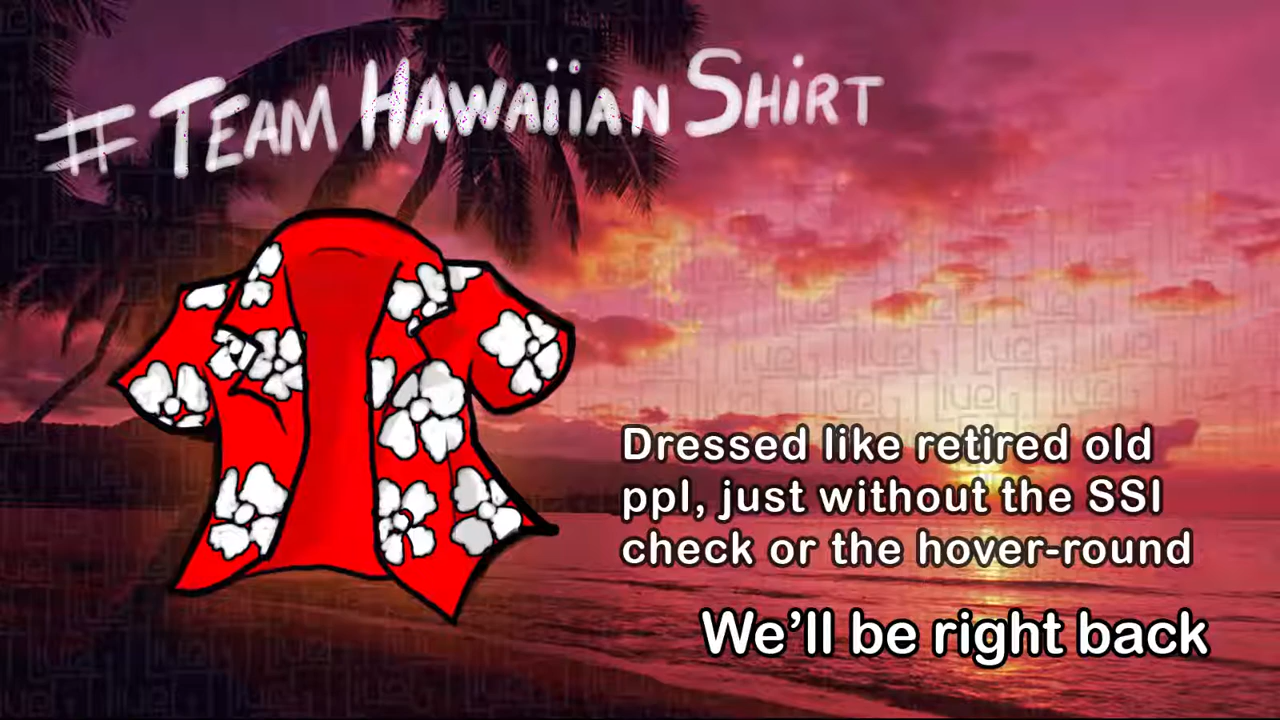 #Team Hawaiian Shirt
Dressed like retired old
ppl, just without the SSI
check or the hover-round
We'll be right back